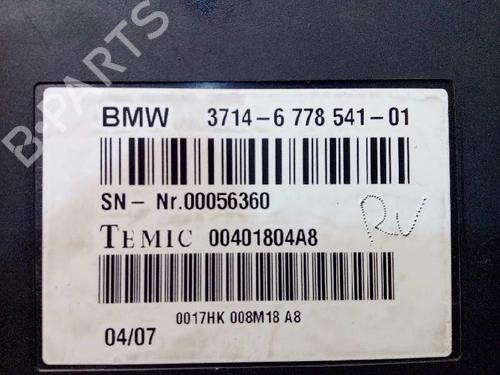 BMW 3714-6 778 541-01
SN- Nr.00056360
TEMIC 00401804A8
RV
0017HK 008M18 A8
04/07
B-PARTS